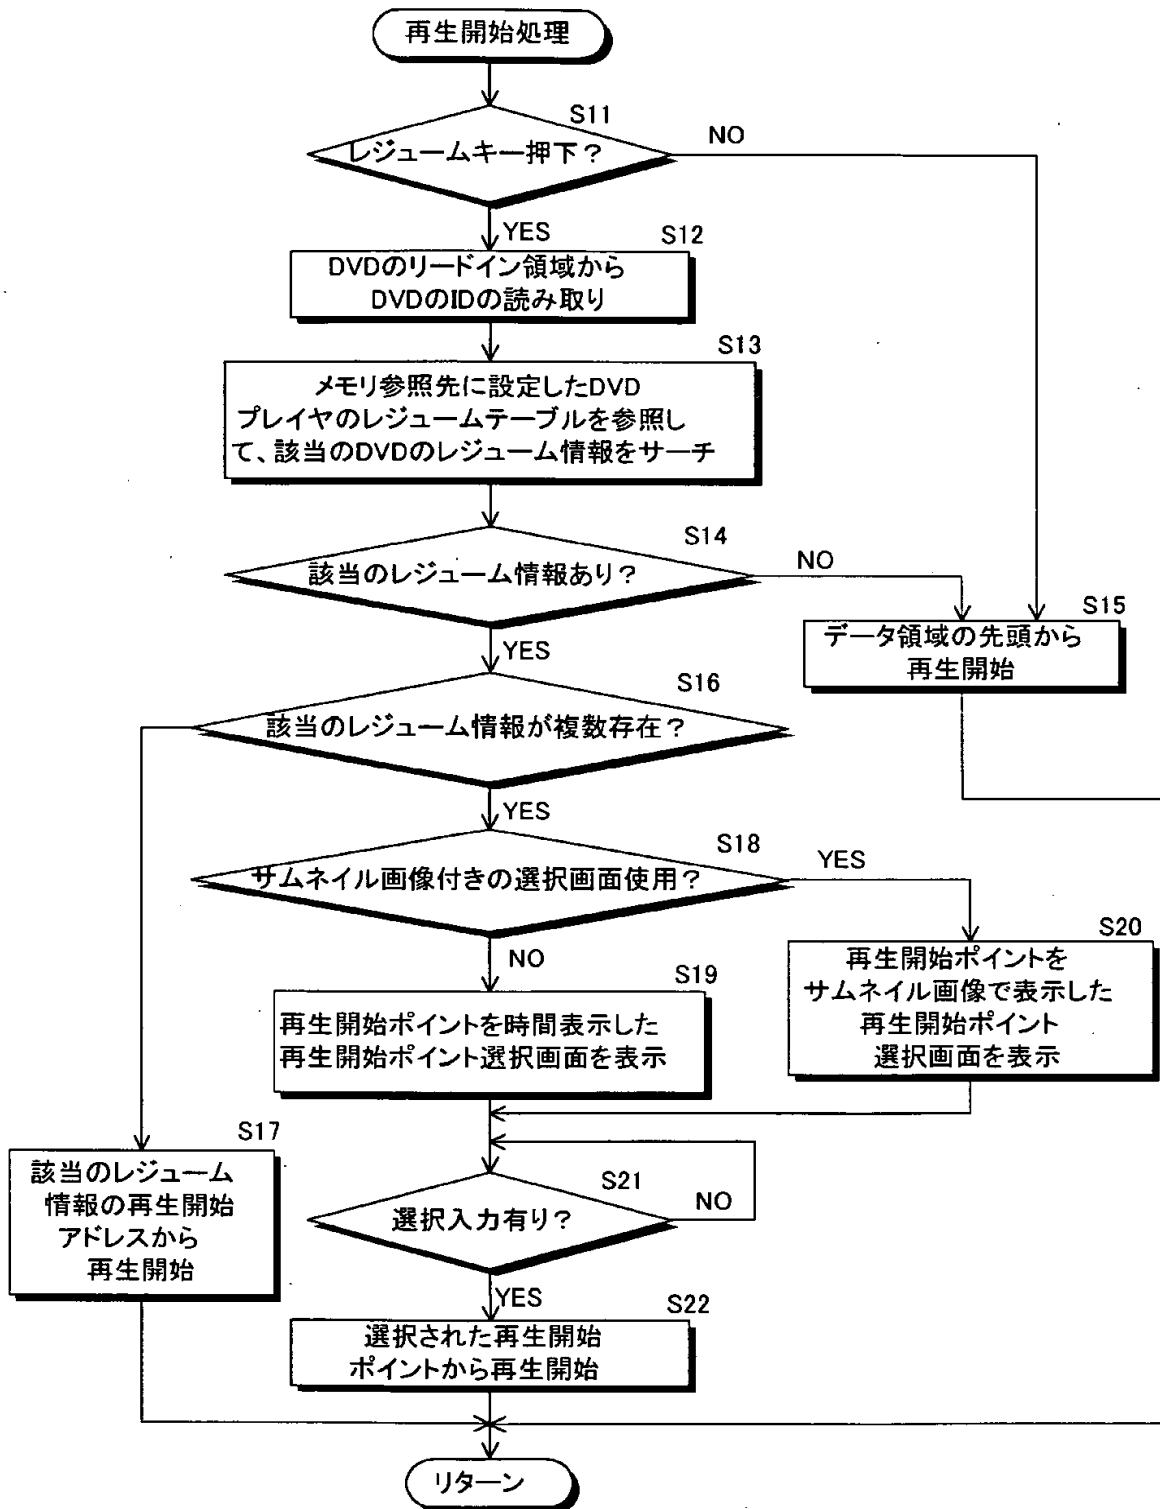 再生開始処理
S11
レジュームキー押下？
NO
YES
S12
DVDのリードイン領域から
DVDのIDの読み取り
S13
メモリ参照先に設定したDVD
プレイヤのレジュームテーブルを参照し
て、該当のDVDのレジューム情報をサーチ
S14
該当のレジューム情報あり？
NO
YES
S15
データ領域の先頭から
再生開始
S16
該当のレジューム情報が複数存在？
YES
S18
サムネイル画像付きの選択画面使用？
YES
NO
S19
再生開始ポイントを時間表示した
再生開始ポイント選択画面を表示
S20
再生開始ポイントを
サムネイル画像で表示した
再生開始ポイント
選択画面を表示
S17
該当のレジューム
情報の再生開始
アドレスから
再生開始
S21
選択入力有り？
NO
YES
S22
選択された再生開始
ポイントから再生開始
リターン